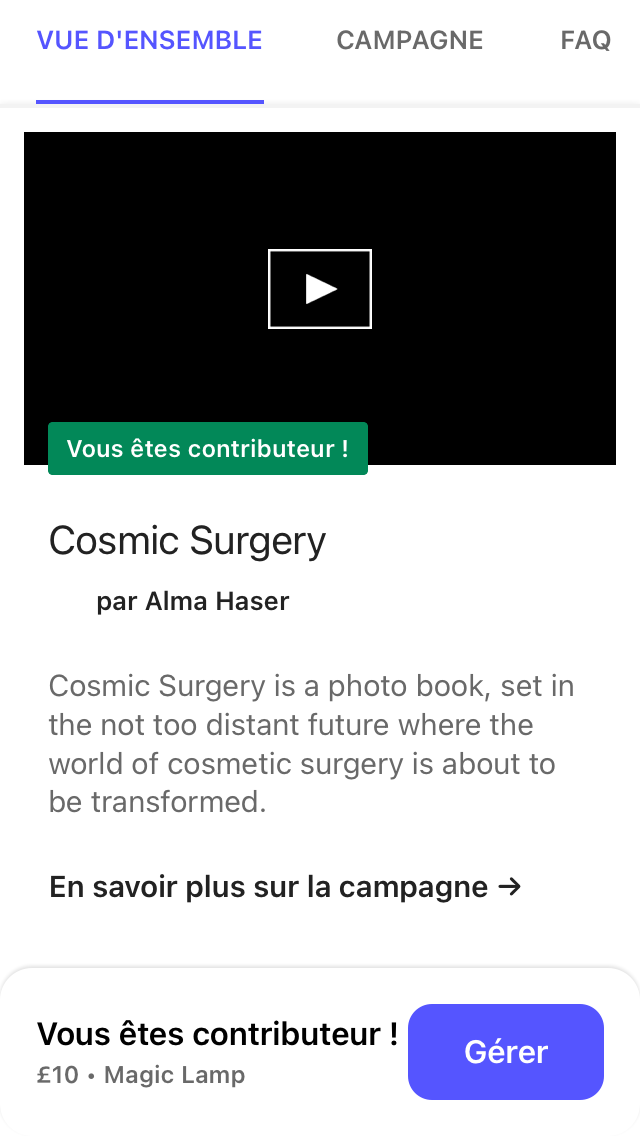 VUE D'ENSEMBLE CAMPAGNE FAQ
Vous êtes contributeur !
Cosmic Surgery
par Alma Haser
Cosmic Surgery is a photo book, set in
the not too distant future where the
world of cosmetic surgery is about to
be transformed.
En savoir plus sur la campagne →
Vous êtes contributeur !
£10 • Magic Lamp
Gérer